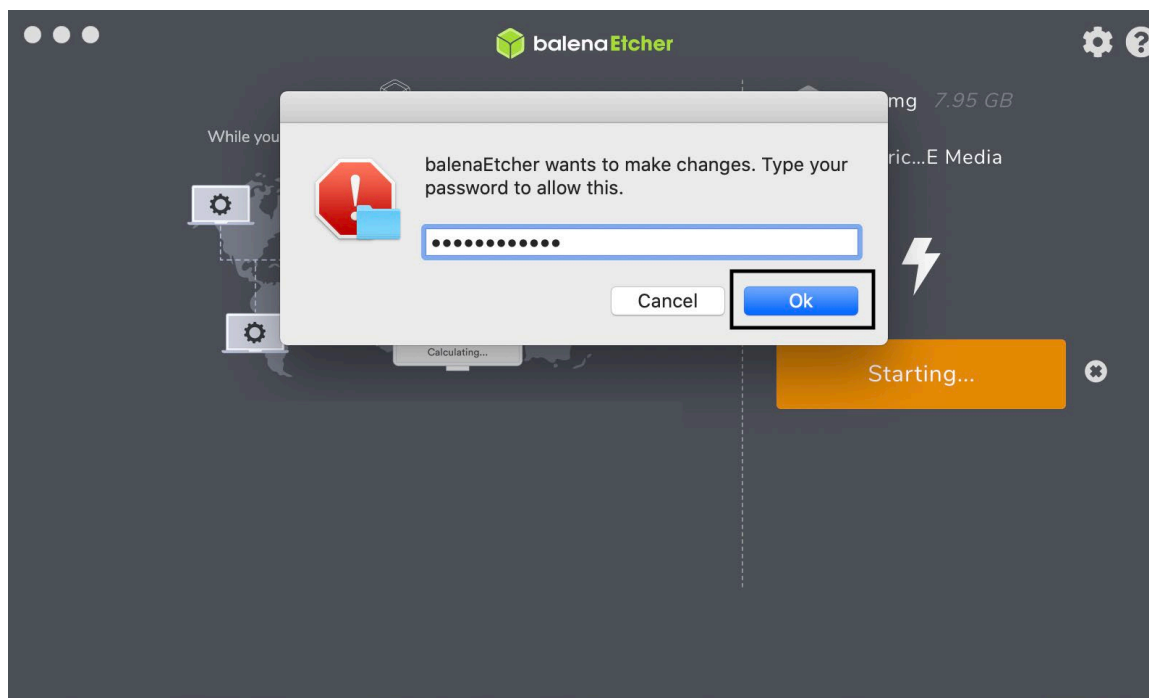 balenaEtcher
While you
mg 7.95 GB
ric...E Media
balenaEtcher wants to make changes. Type your
password to allow this.
Cancel
Ok
Calculating...
Starting...